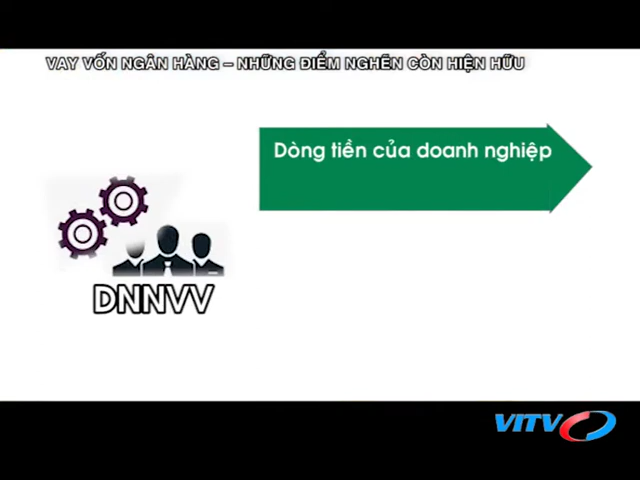 VAY VỐN NGÂN HÀNG – NHỮNG ĐIỂM NGHẼN CÒN HIỆN HỮU
Dòng tiền của doanh nghiệp
DNNVV
VITV